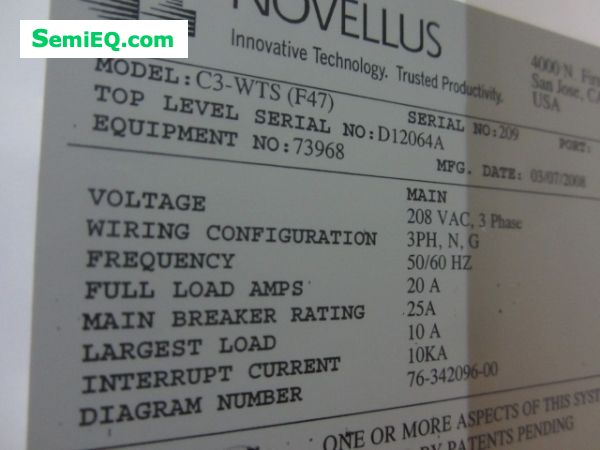 SemiEQ.com
NOVELLUS
Innovative Technology. Trusted Productivity.
4000 N.
San Jose, CA
USA
MODEL: C3-WTS (F47)
SERIAL NO: 209
PORT:
TOP LEVEL SERIAL NO: D12064A
EQUIPMENT NO: 73968
MFG. DATE: 03/07/2008
MAIN
VOLTAGE 208 VAC, 3 Phase
WIRING CONFIGURATION 3PH, N, G
FREQUENCY 50/60 HZ
FULL LOAD AMPS 20 A
MAIN BREAKER RATING 25A
LARGEST LOAD 10 A
INTERRUPT CURRENT 10KA
DIAGRAM NUMBER 76-342096-00
ONE OR MORE ASPECTS OF THIS
BY PATENTS PENDING